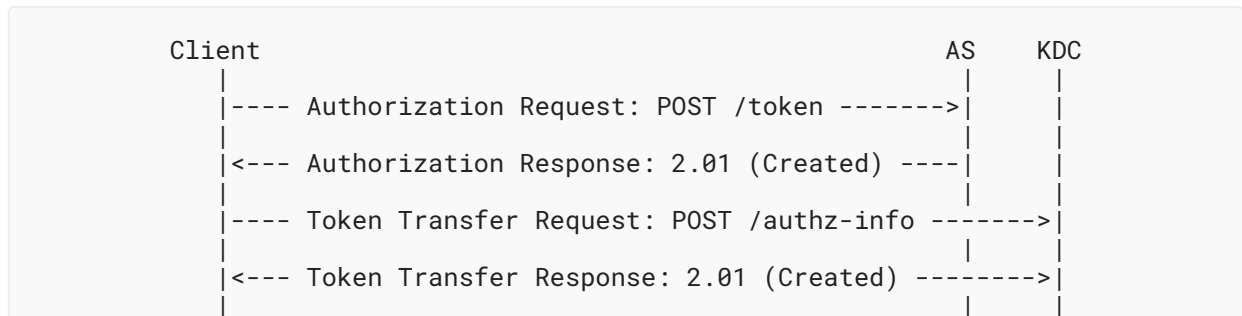 Client                                             AS    KDC
   |                                                |     |
   |---- Authorization Request: POST /token ------->|     |
   |                                                |     |
   |<--- Authorization Response: 2.01 (Created) ----|     |
   |                                                |     |
   |---- Token Transfer Request: POST /authz-info ------->|
   |                                                |     |
   |<--- Token Transfer Response: 2.01 (Created) -------->|
   |                                                |     |